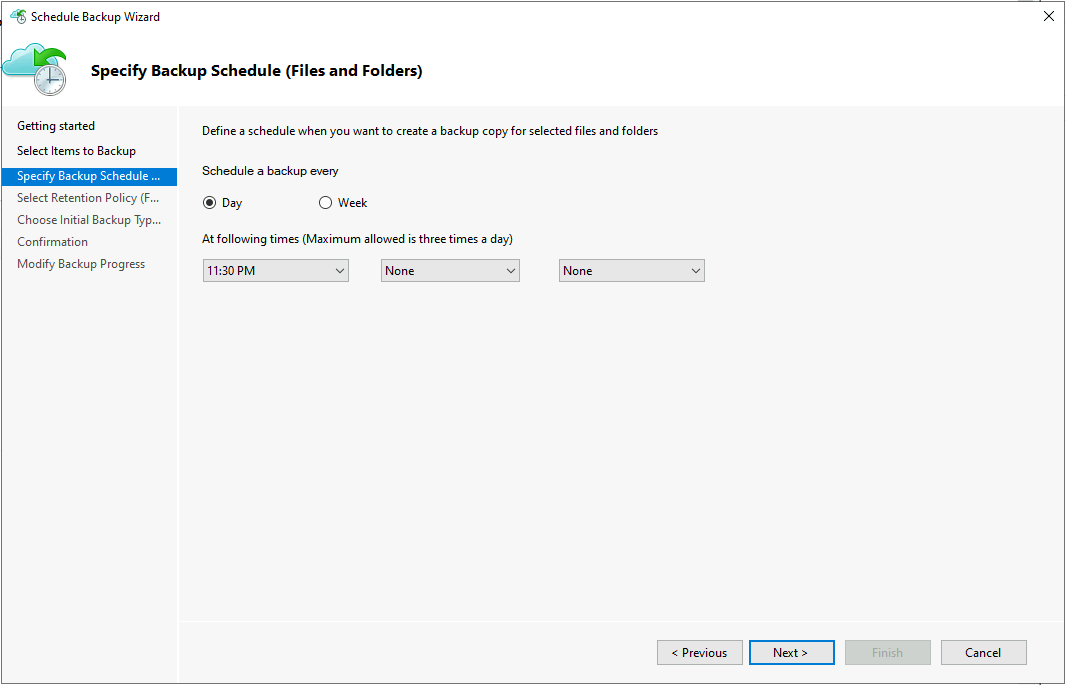 Schedule Backup Wizard
Specify Backup Schedule (Files and Folders)
Getting started
Select Items to Backup
Specify Backup Schedule ...
Select Retention Policy (F...
Choose Initial Backup Typ...
Confirmation
Modify Backup Progress
Define a schedule when you want to create a backup copy for selected files and folders
Schedule a backup every
Day Week
At following times (Maximum allowed is three times a day)
11:30 PM None None
< Previous Next > Finish Cancel